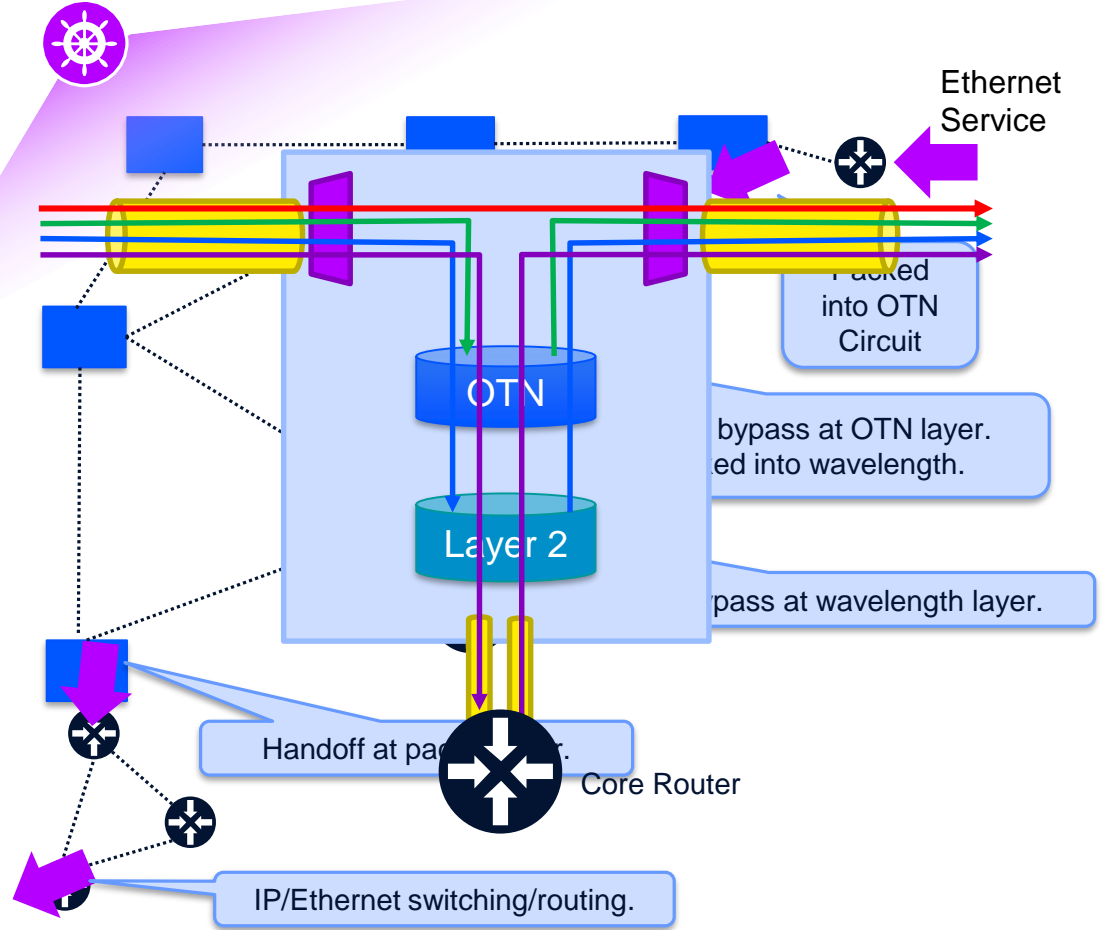 Ethernet
Service
into OTN
Circuit
OTN
bypass at OTN layer.
into wavelength.
Layer 2
at wavelength layer.
Handoff at
Core Router
IP/Ethernet switching/routing.